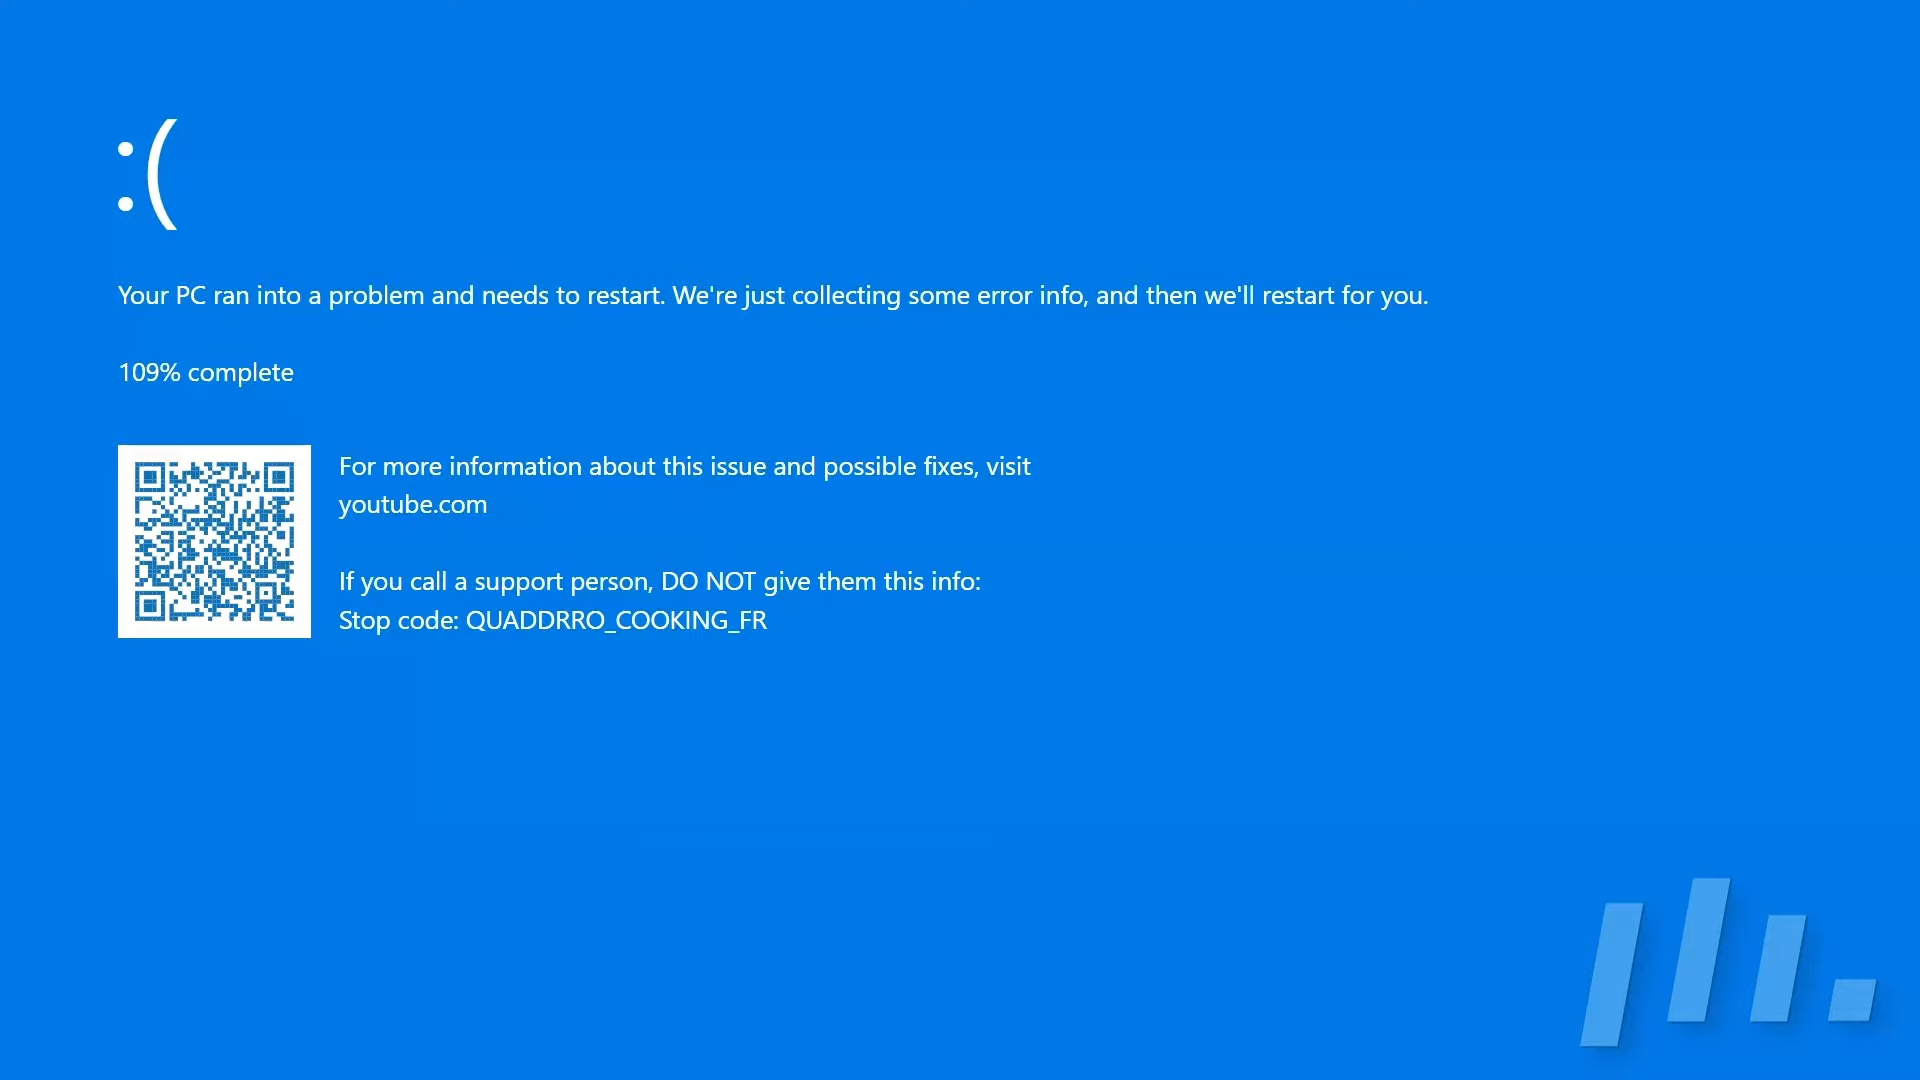 :(
Your PC ran into a problem and needs to restart. We're just collecting some error info, and then we'll restart for you.
109% complete
For more information about this issue and possible fixes, visit
youtube.com
If you call a support person, DO NOT give them this info:
Stop code: QUADDRRO_COOKING_FR